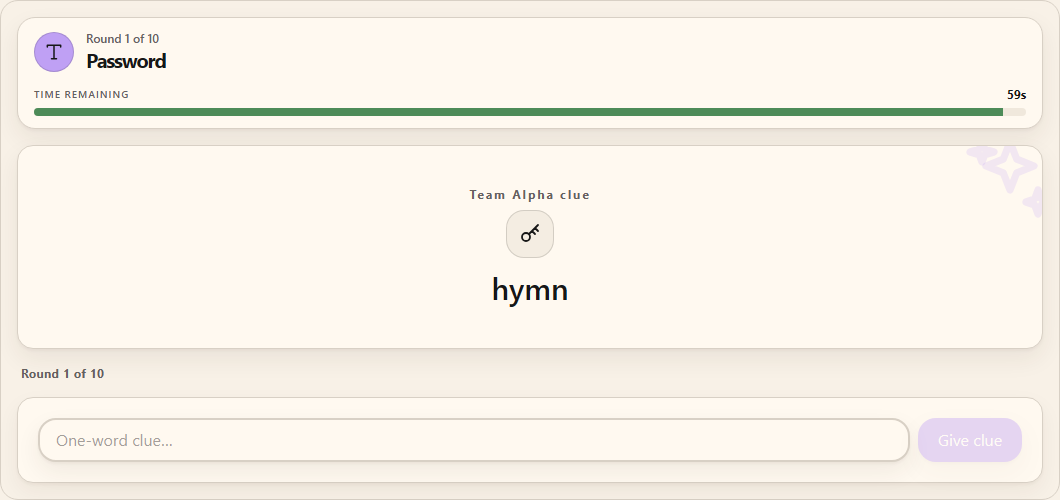 T
Round 1 of 10
Password
TIME REMAINING
59s
Team Alpha clue
hymn
Round 1 of 10
One-word clue...
Give clue